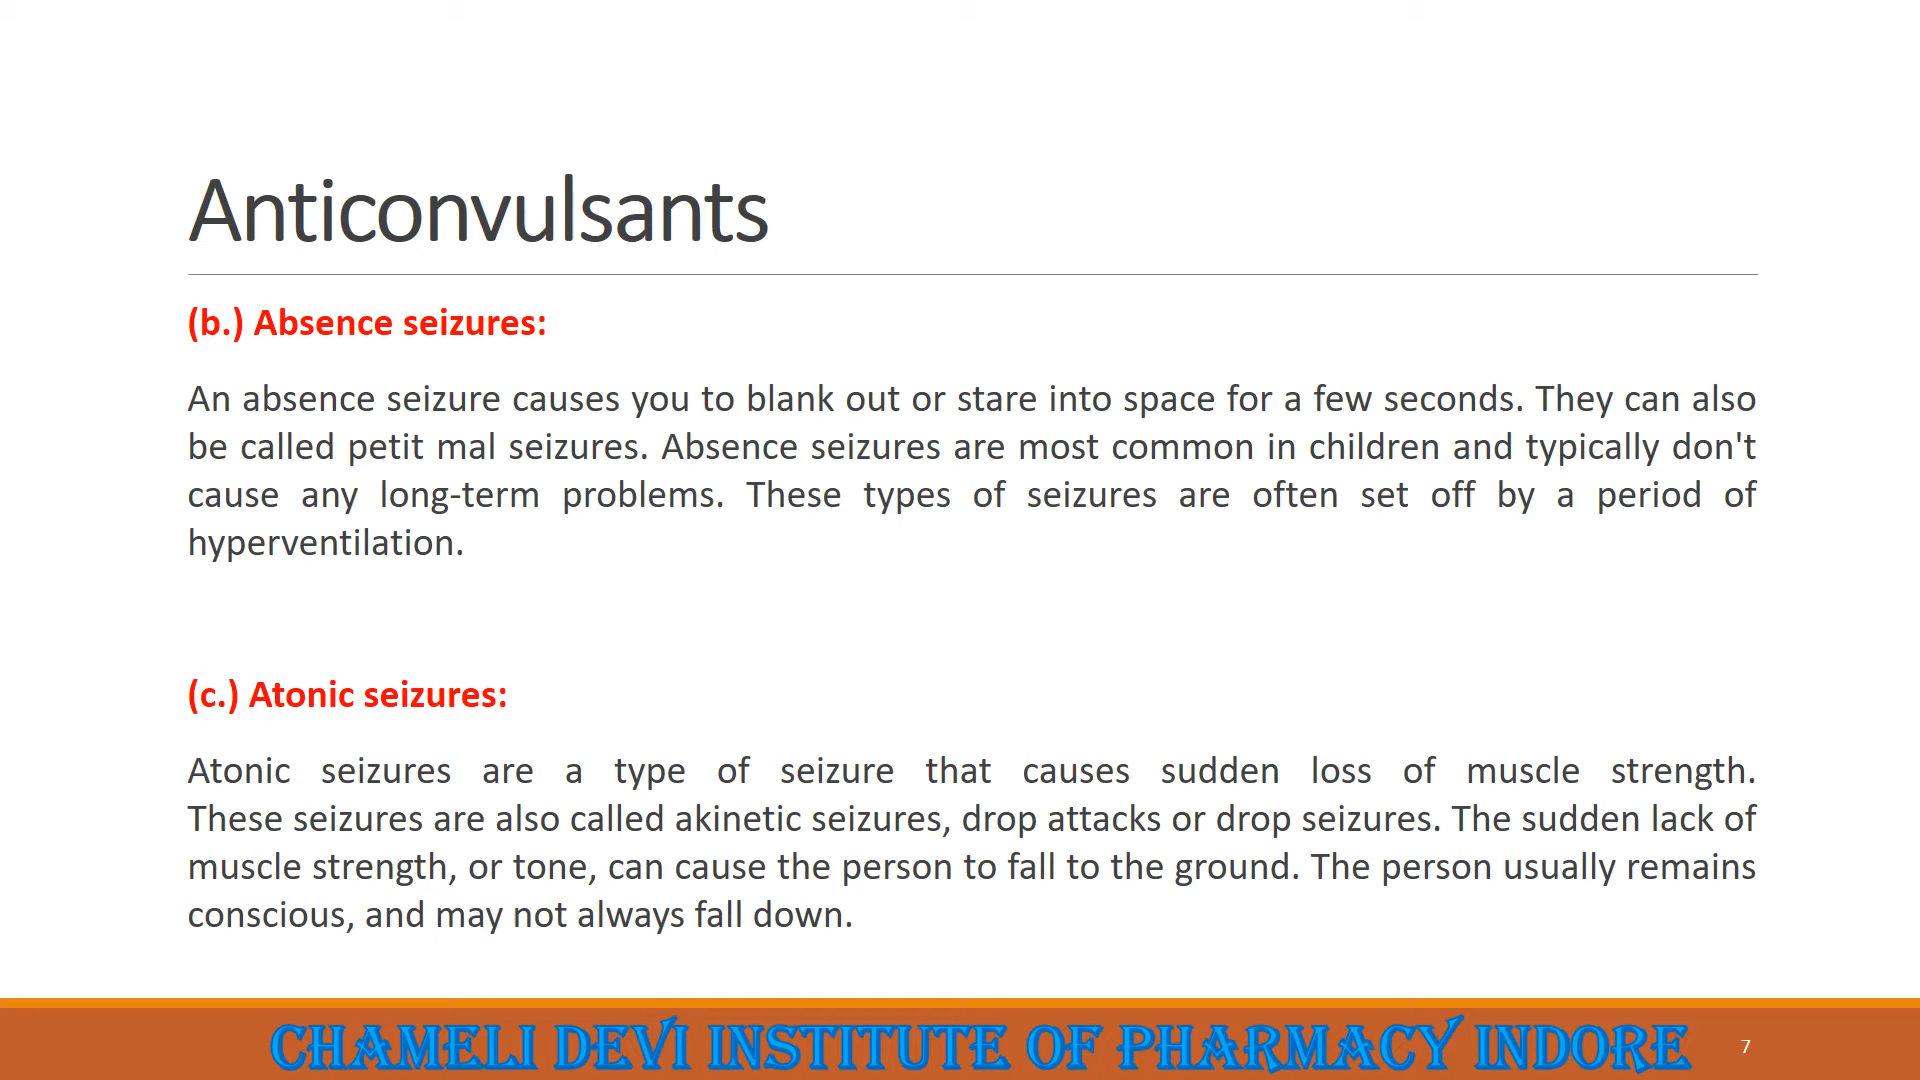 Anticonvulsants
(b.) Absence seizures:
An absence seizure causes you to blank out or stare into space for a few seconds. They can also
be called petit mal seizures. Absence seizures are most common in children and typically don't
cause any long-term problems. These types of seizures are often set off by a period of
hyperventilation.
(c.) Atonic seizures:
Atonic seizures are a type of seizure that causes sudden loss of muscle strength.
These seizures are also called akinetic seizures, drop attacks or drop seizures. The sudden lack of
muscle strength, or tone, can cause the person to fall to the ground. The person usually remains
conscious, and may not always fall down.
CHAMELI DEVI INSTITUTE OF PHARMACY INDORE
7